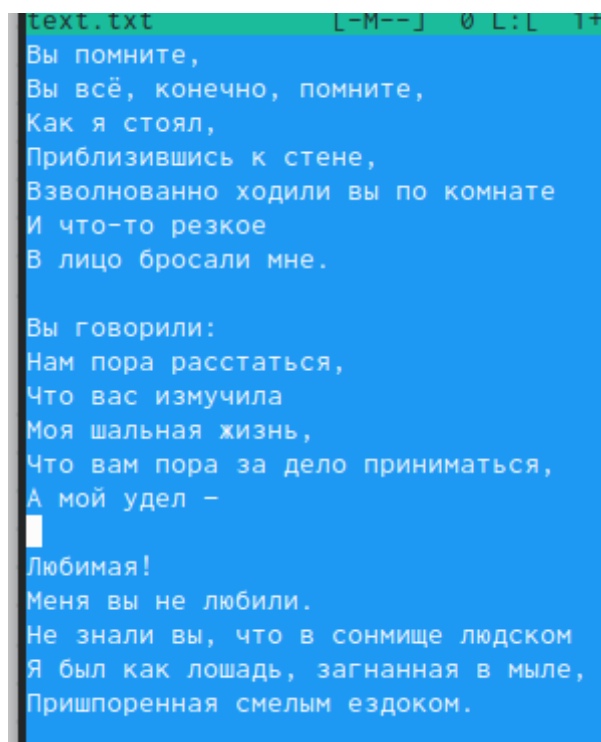 text.txt [-M--] 0 L:[ 1+
Вы помните,
Вы всё, конечно, помните,
Как я стоял,
Приблизившись к стене,
Взволнованно ходили вы по комнате
И что-то резкое
В лицо бросали мне.
Вы говорили:
Нам пора расстаться,
Что вас измучила
Моя шальная жизнь,
Что вам пора за дело приниматься,
А мой удел -
Любимая!
Меня вы не любили.
Не знали вы, что в сонмище людском
Я был как лошадь, загнанная в мыле,
Пришпоренная смелым ездоком.